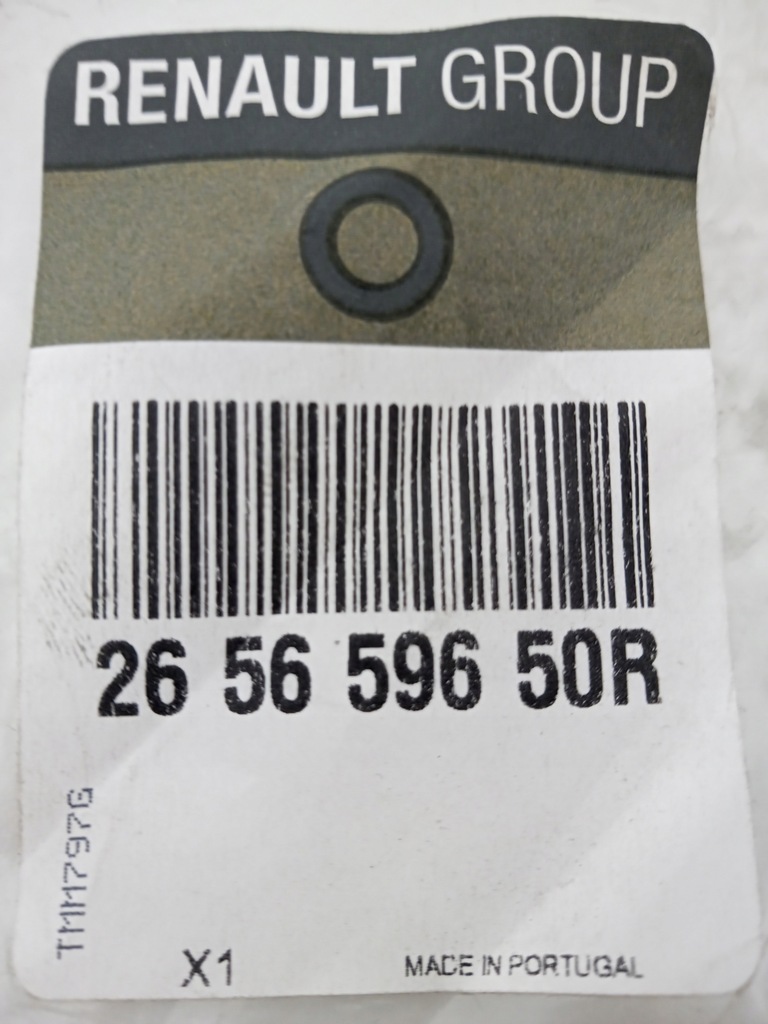 RENAULT GROUP
26 56 596 50R
TMM7976
X1
MADE IN PORTUGAL